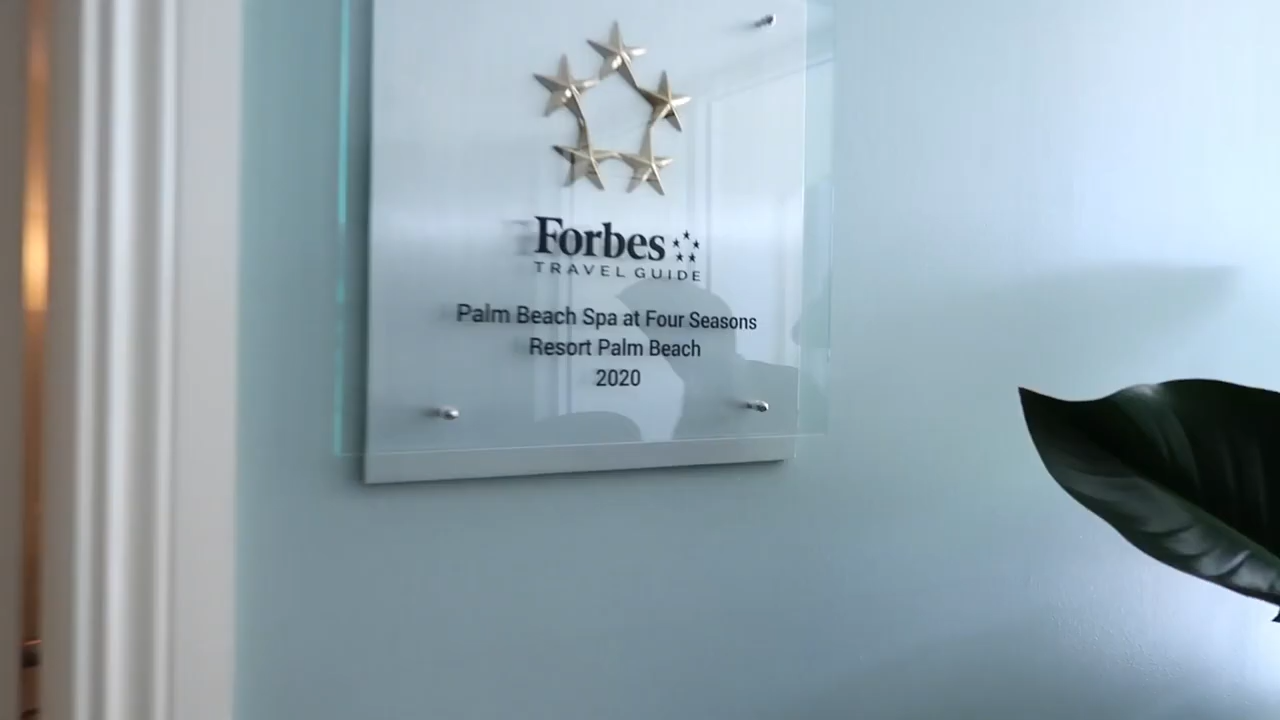 Forbes
TRAVEL GUIDE
Palm Beach Spa at Four Seasons
Resort Palm Beach
2020